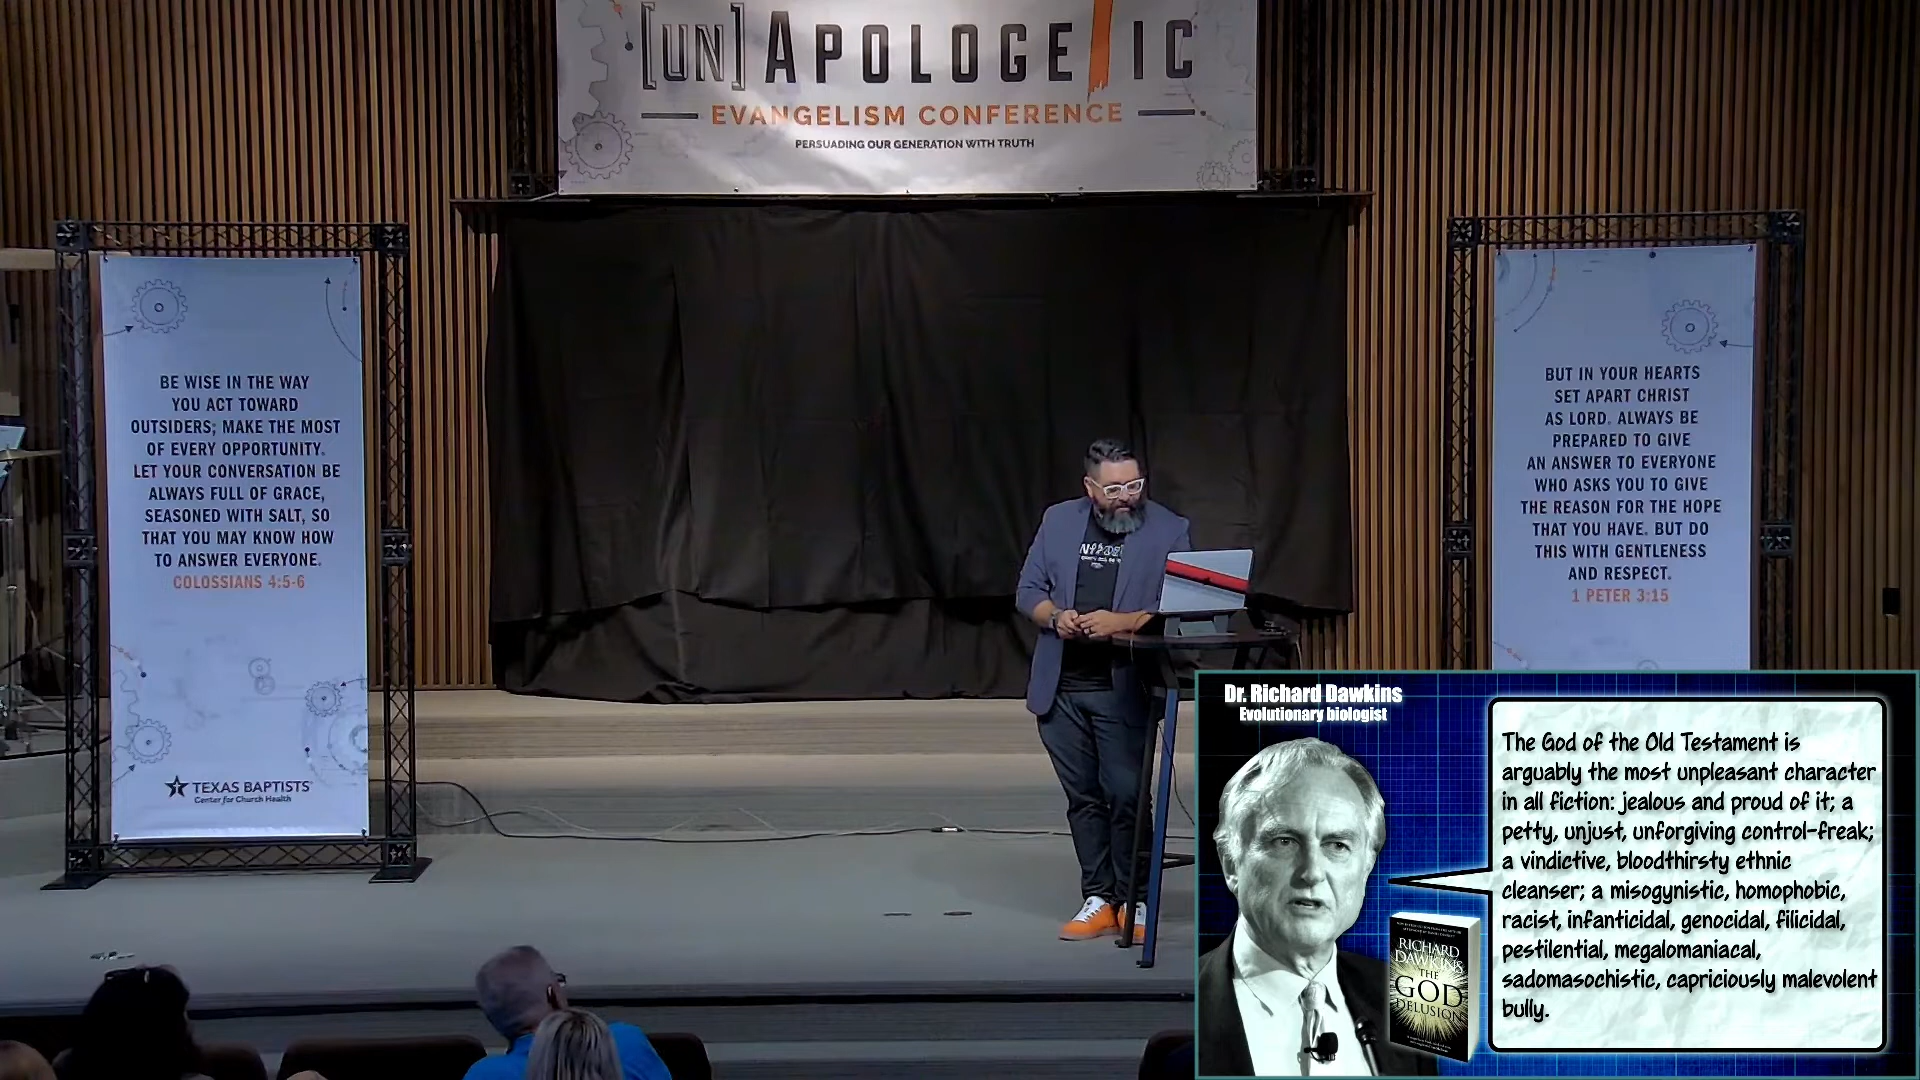 [UN]APOLOGETIC
EVANGELISM CONFERENCE
PERSUADING OUR GENERATION WITH TRUTH
BE WISE IN THE WAY
YOU ACT TOWARD
OUTSIDERS; MAKE THE MOST
OF EVERY OPPORTUNITY.
LET YOUR CONVERSATION BE
ALWAYS FULL OF GRACE,
SEASONED WITH SALT, SO
THAT YOU MAY KNOW HOW
TO ANSWER EVERYONE.
COLOSSIANS 4:5-6
TEXAS BAPTISTS
Center for Church Health
BUT IN YOUR HEARTS
SET APART CHRIST
AS LORD. ALWAYS BE
PREPARED TO GIVE
AN ANSWER TO EVERYONE
WHO ASKS YOU TO GIVE
THE REASON FOR THE HOPE
THAT YOU HAVE. BUT DO
THIS WITH GENTLENESS
AND RESPECT.
1 PETER 3:15
Dr. Richard Dawkins
Evolutionary biologist
The God of the Old Testament is
arguably the most unpleasant character
in all fiction: jealous and proud of it; a
petty, unjust, unforgiving control-freak;
a vindictive, bloodthirsty ethnic
cleanser; a misogynistic, homophobic,
racist, infanticidal, genocidal, filicidal,
pestilential, megalomaniacal,
sadomasochistic, capriciously malevolent
bully.
RICHARD
DAWKINS
THE
GOD
DELUSION